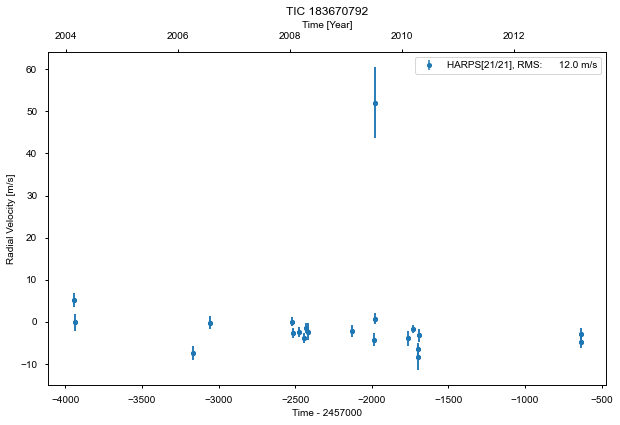 TIC 183670792
Time [Year]
2004 2006 2008 2010 2012
HARPS[21/21], RMS: 12.0 m/s
60
50
40
30
20
10
0
−10
Radial Velocity [m/s]
−4000 −3500 −3000 −2500 −2000 −1500 −1000 −500
Time - 2457000